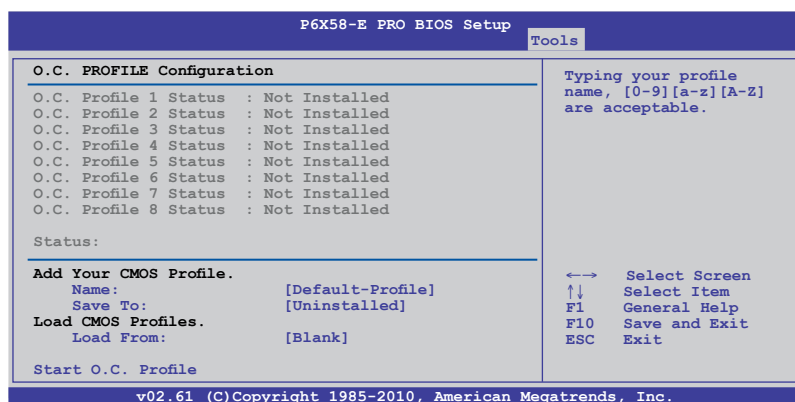 P6X58-E PRO BIOS Setup
Tools
O.C. PROFILE Configuration
O.C. Profile 1 Status : Not Installed
O.C. Profile 2 Status : Not Installed
O.C. Profile 3 Status : Not Installed
O.C. Profile 4 Status : Not Installed
O.C. Profile 5 Status : Not Installed
O.C. Profile 6 Status : Not Installed
O.C. Profile 7 Status : Not Installed
O.C. Profile 8 Status : Not Installed
Status:
Add Your CMOS Profile.
Name: [Default-Profile]
Save To: [Uninstalled]
Load CMOS Profiles.
Load From: [Blank]
Start O.C. Profile
Typing your profile
name, [0-9][a-z][A-Z]
are acceptable.
←→ Select Screen
↑↓ Select Item
F1 General Help
F10 Save and Exit
ESC Exit
v02.61 (C)Copyright 1985-2010, American Megatrends, Inc.